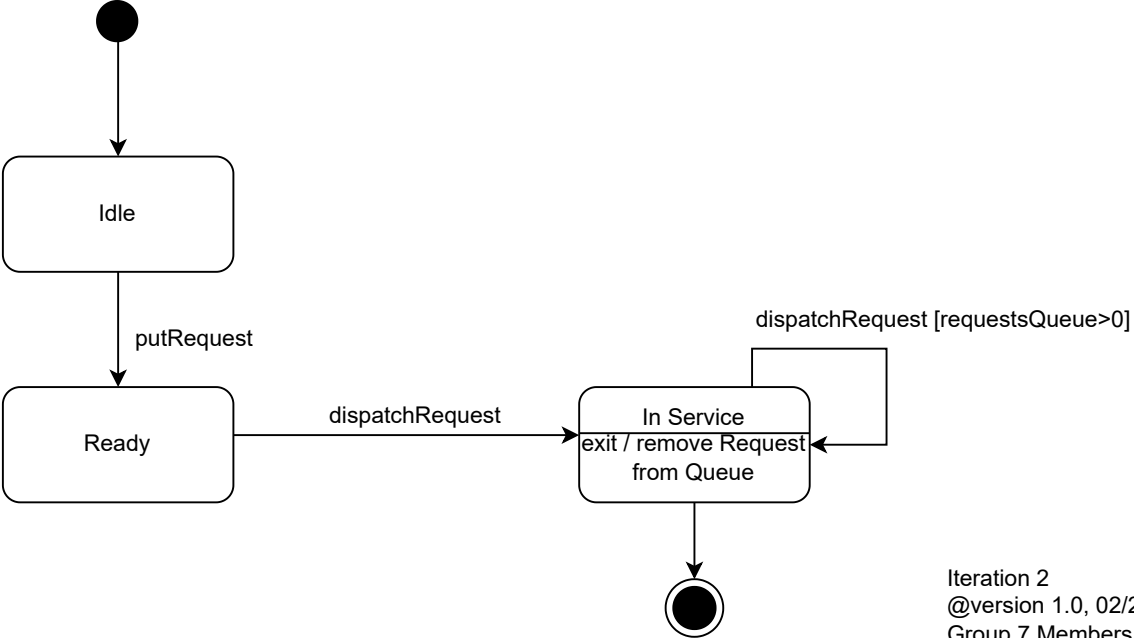 Idle
putRequest
dispatchRequest [requestsQueue>0]
Ready
dispatchRequest
In Service
exit / remove Request
from Queue
Iteration 2
@version 1.0, 02/2
Group 7 Members